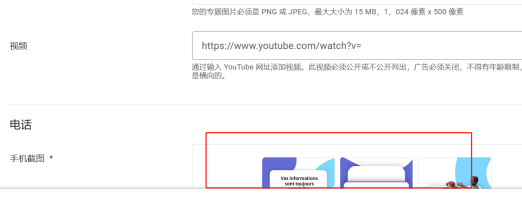 您的专题图片必须是 PNG 或 JPEG，最大大小为 15 MB，1，024 像素 x 500 像素
视频
https://www.youtube.com/watch?v=
通过输入 YouTube 网址添加视频。此视频必须公开或不公开列出，广告必须关闭，不得有年龄限制，
是横向的。
电话
手机截图 *
Vos informations
sont toujours